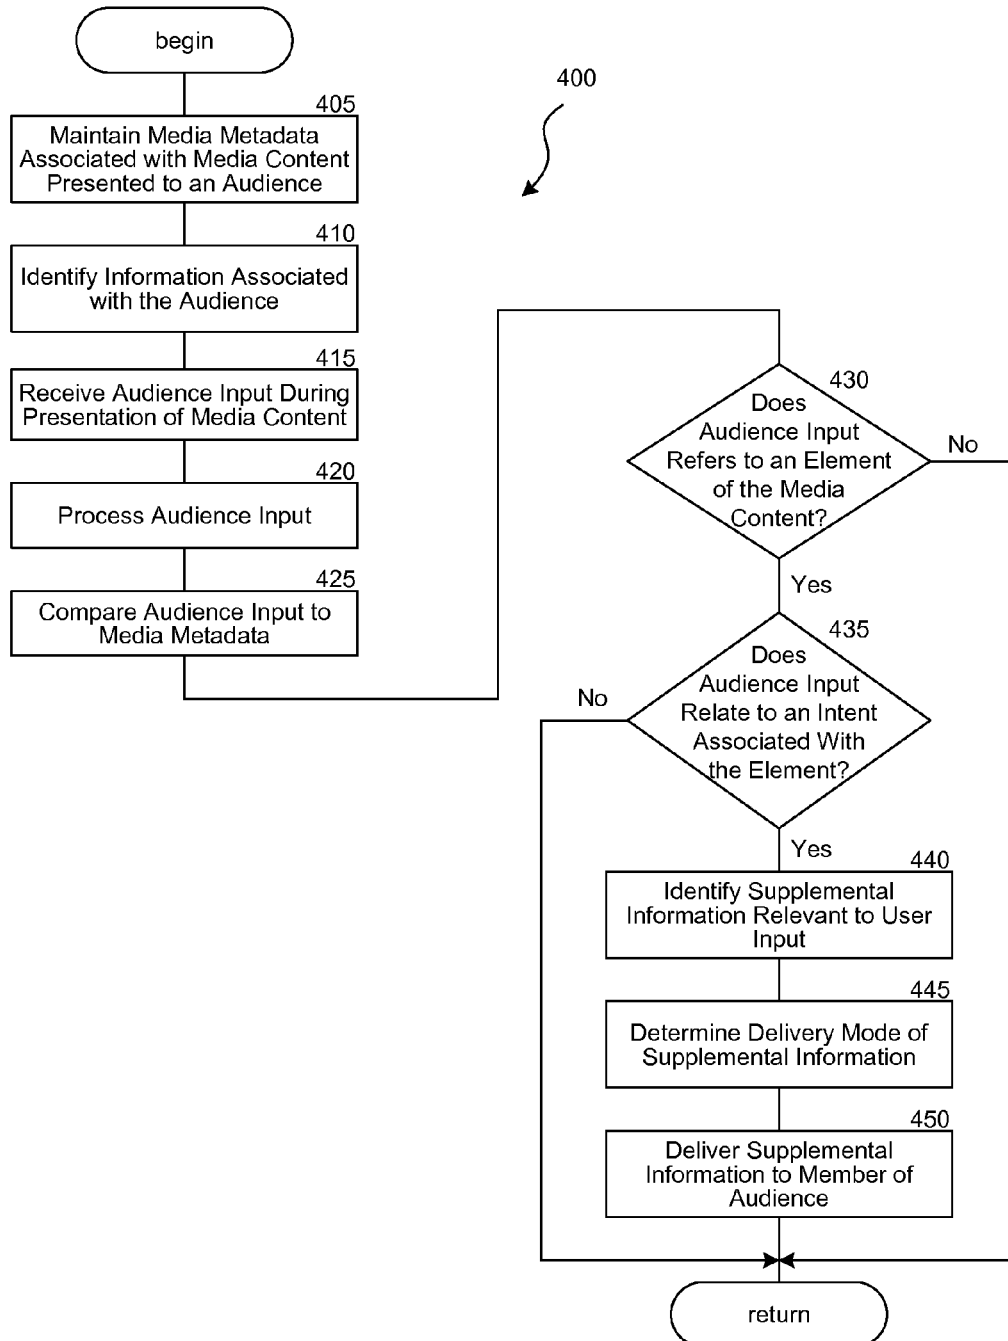 begin
400
405
Maintain Media Metadata
Associated with Media Content
Presented to an Audience
410
Identify Information Associated
with the Audience
415
Receive Audience Input During
Presentation of Media Content
420
Process Audience Input
425
Compare Audience Input to
Media Metadata
430
Does
Audience Input
Refers to an Element
of the Media
Content?
No
Yes
435
Does
Audience Input
Relate to an Intent
Associated With
the Element?
No
Yes
440
Identify Supplemental
Information Relevant to User
Input
445
Determine Delivery Mode of
Supplemental Information
450
Deliver Supplemental
Information to Member of
Audience
return